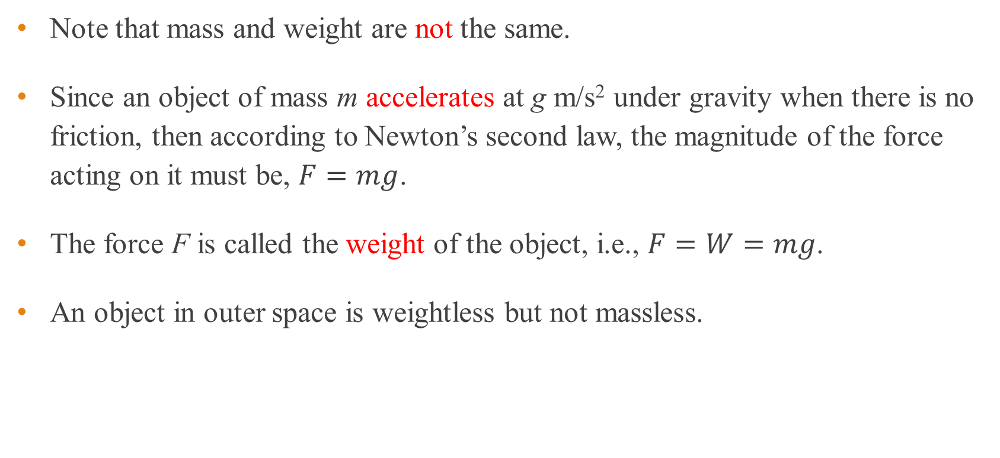 • Note that mass and weight are not the same.
• Since an object of mass m accelerates at g m/s² under gravity when there is no
friction, then according to Newton’s second law, the magnitude of the force
acting on it must be, F = mg.
• The force F is called the weight of the object, i.e., F = W = mg.
• An object in outer space is weightless but not massless.